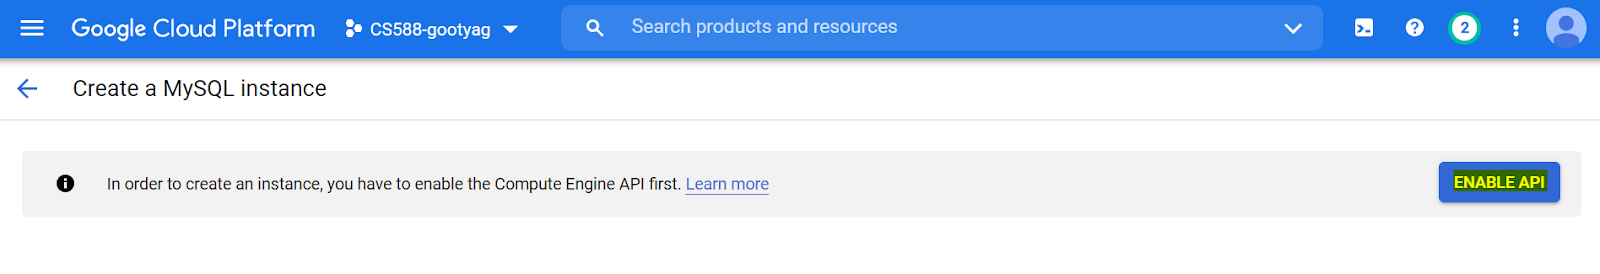 Google Cloud Platform CS588-gootyag Search products and resources ? 2
Create a MySQL instance
In order to create an instance, you have to enable the Compute Engine API first. Learn more ENABLE API